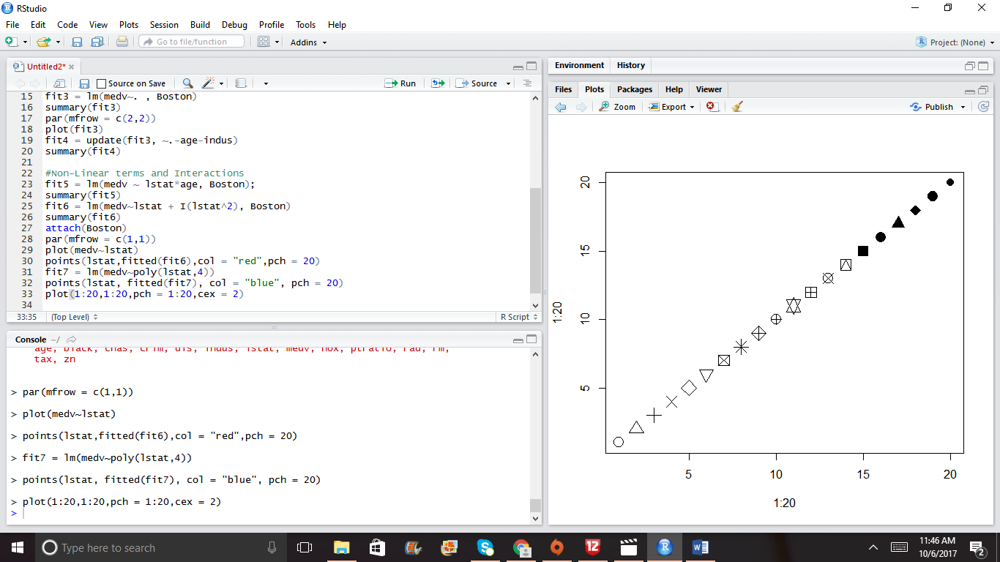 RStudio
File Edit Code View Plots Session Build Debug Profile Tools Help
Go to file/function Addins Project: (None)
Untitled2*
Source on Save Run Source
15 fit3 = lm(medv~. , Boston)
16 summary(fit3)
17 par(mfrow = c(2,2))
18 plot(fit3)
19 fit4 = update(fit3, ~.-age-indus)
20 summary(fit4)
21
22 #Non-Linear terms and Interactions
23 fit5 = lm(medv ~ lstat*age, Boston);
24 summary(fit5)
25 fit6 = lm(medv~lstat + I(lstat^2), Boston)
26 summary(fit6)
27 attach(Boston)
28 par(mfrow = c(1,1))
29 plot(medv~lstat)
30 points(lstat,fitted(fit6),col = "red",pch = 20)
31 fit7 = lm(medv~poly(lstat,4))
32 points(lstat, fitted(fit7), col = "blue", pch = 20)
33 plot(1:20,1:20,pch = 1:20,cex = 2)
34
33:35 (Top Level) R Script
Console ~/
age, black, chas, crim, dis, indus, lstat, medv, nox, ptratio, rad, rm,
tax, zn
> par(mfrow = c(1,1))
> plot(medv~lstat)
> points(lstat,fitted(fit6),col = "red",pch = 20)
> fit7 = lm(medv~poly(lstat,4))
> points(lstat, fitted(fit7), col = "blue", pch = 20)
> plot(1:20,1:20,pch = 1:20,cex = 2)
>
Environment History
Files Plots Packages Help Viewer
Zoom Export Publish
20
15
10
5
1:20
5 10 15 20
1:20
Type here to search
12
11:46 AM
10/6/2017
2